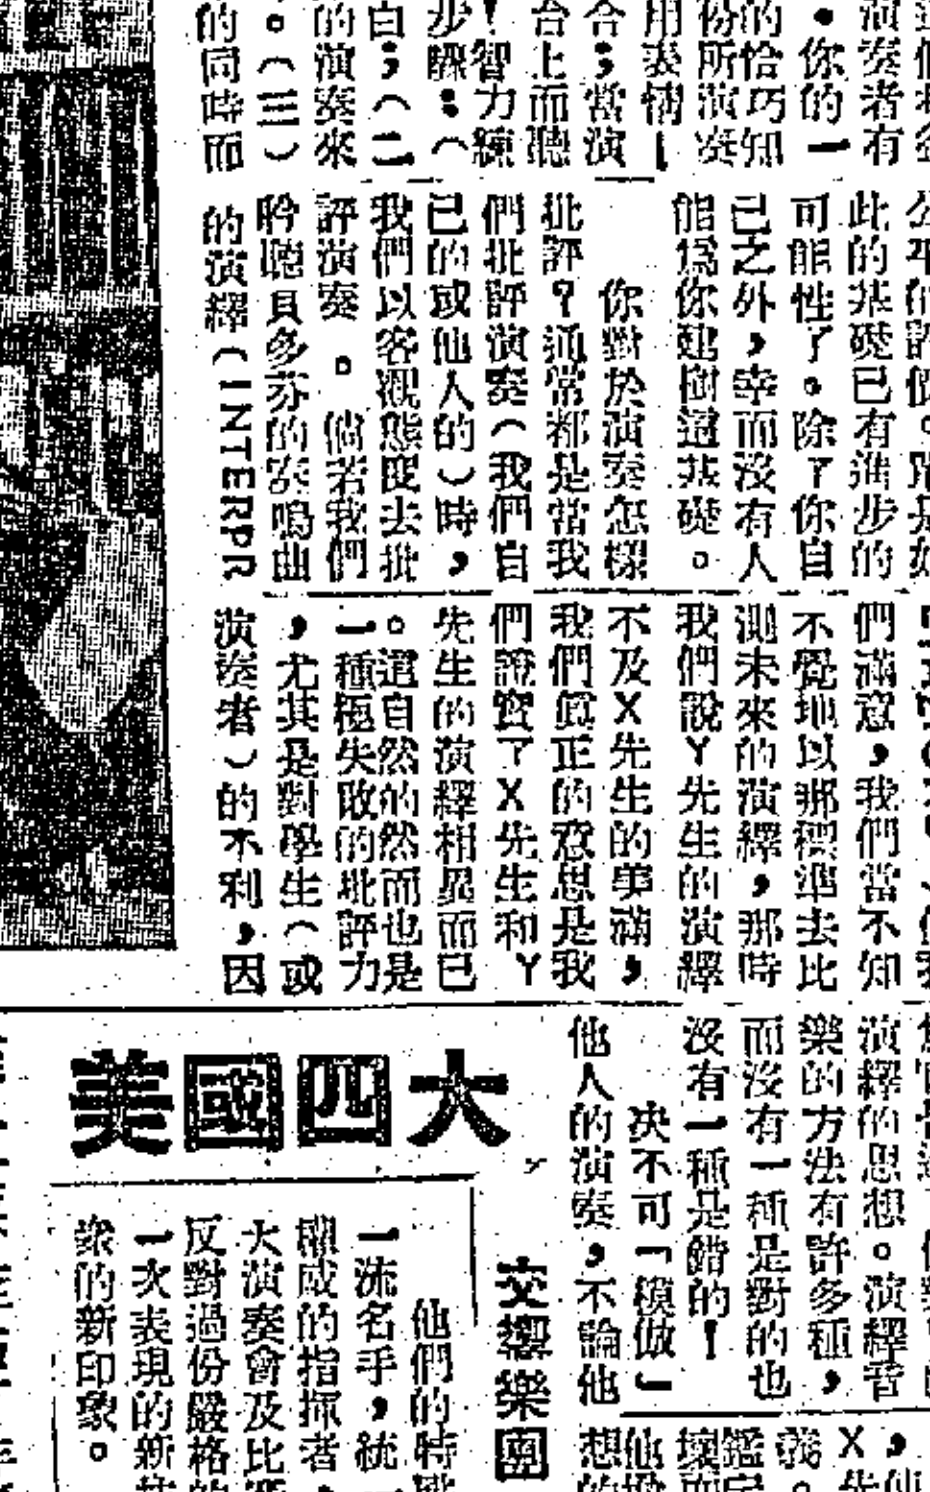 演奏者有
。你的一
的恰巧知
份所演奏
用表情—
合；當演
台上而聽
！智力練
步驟：（
白；（二
的演奏來
。（三）
的同時而
此的基礎已有進步的
可能性了。除了你自
己之外，幸而沒有人
能爲你建樹這基礎。
你對於演奏怎樣
批評？通常都是當我
們批評演奏（我們自
已的或他人的）時，
我們以客觀態度去批
評演奏。倘若我們
聆聽貝多芬的奏鳴曲
的演繹（INTERPR
們滿意，我們當不知
不覺地以那標準去比
測未來的演繹，那時
我們說Y先生的演繹
不及X先生的美滿，
我們眞正的意思是我
們證實了X先生和Y
先生的演繹相異而已
。這自然的然而也是
一種極失敗的批評力
，尤其是對學生（或
演奏者）的不利，因
演繹的思想。演繹音
樂的方法有許多種，
而沒有一種是對的也
沒有一種是錯的！
决不可「模倣」
他人的演奏，不論他
X先
義。
想的
美國四大
交響樂團
他們的特
一流名手，統一
權威的指揮者，
大演奏會及比
反對過份嚴格的
一次表現的新
衆的新印象。